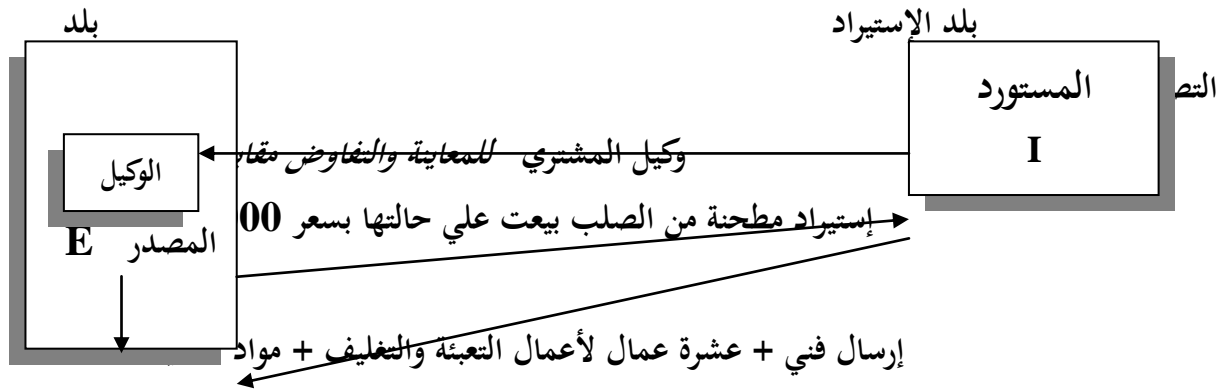 بلد الإستيراد بلد
المستورد التص
I
وكيل المشتري للمعاينة والتفاوض مقا
الوكيل
إستيراد مطحنة من الصلب بيعت علي حالتها بسعر 00
المصدر E
إرسال فني + عشرة عمال لأعمال التعبئة والتغليف + مواد